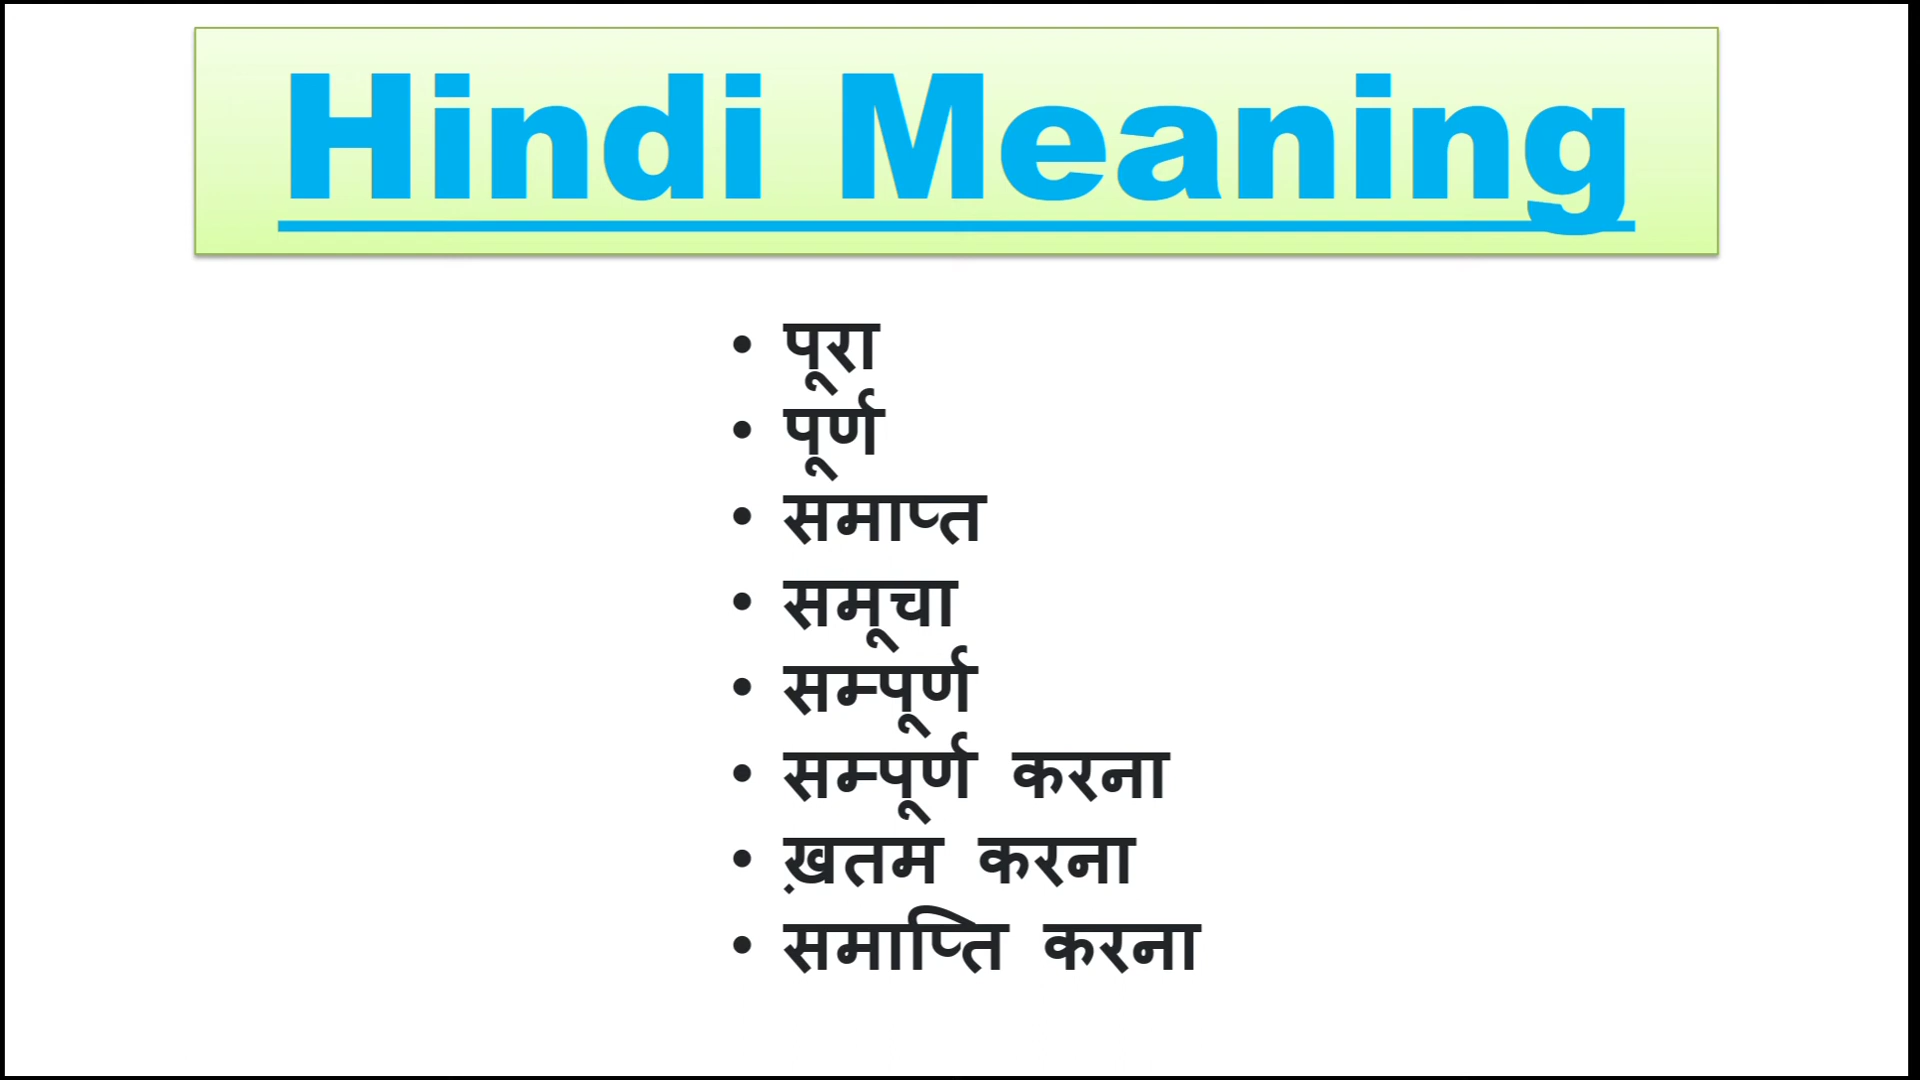 Hindi Meaning
• पूरा
• पूर्ण
• समाप्त
• समूचा
• सम्पूर्ण
• सम्पूर्ण करना
• ख़तम करना
• समाप्ति करना